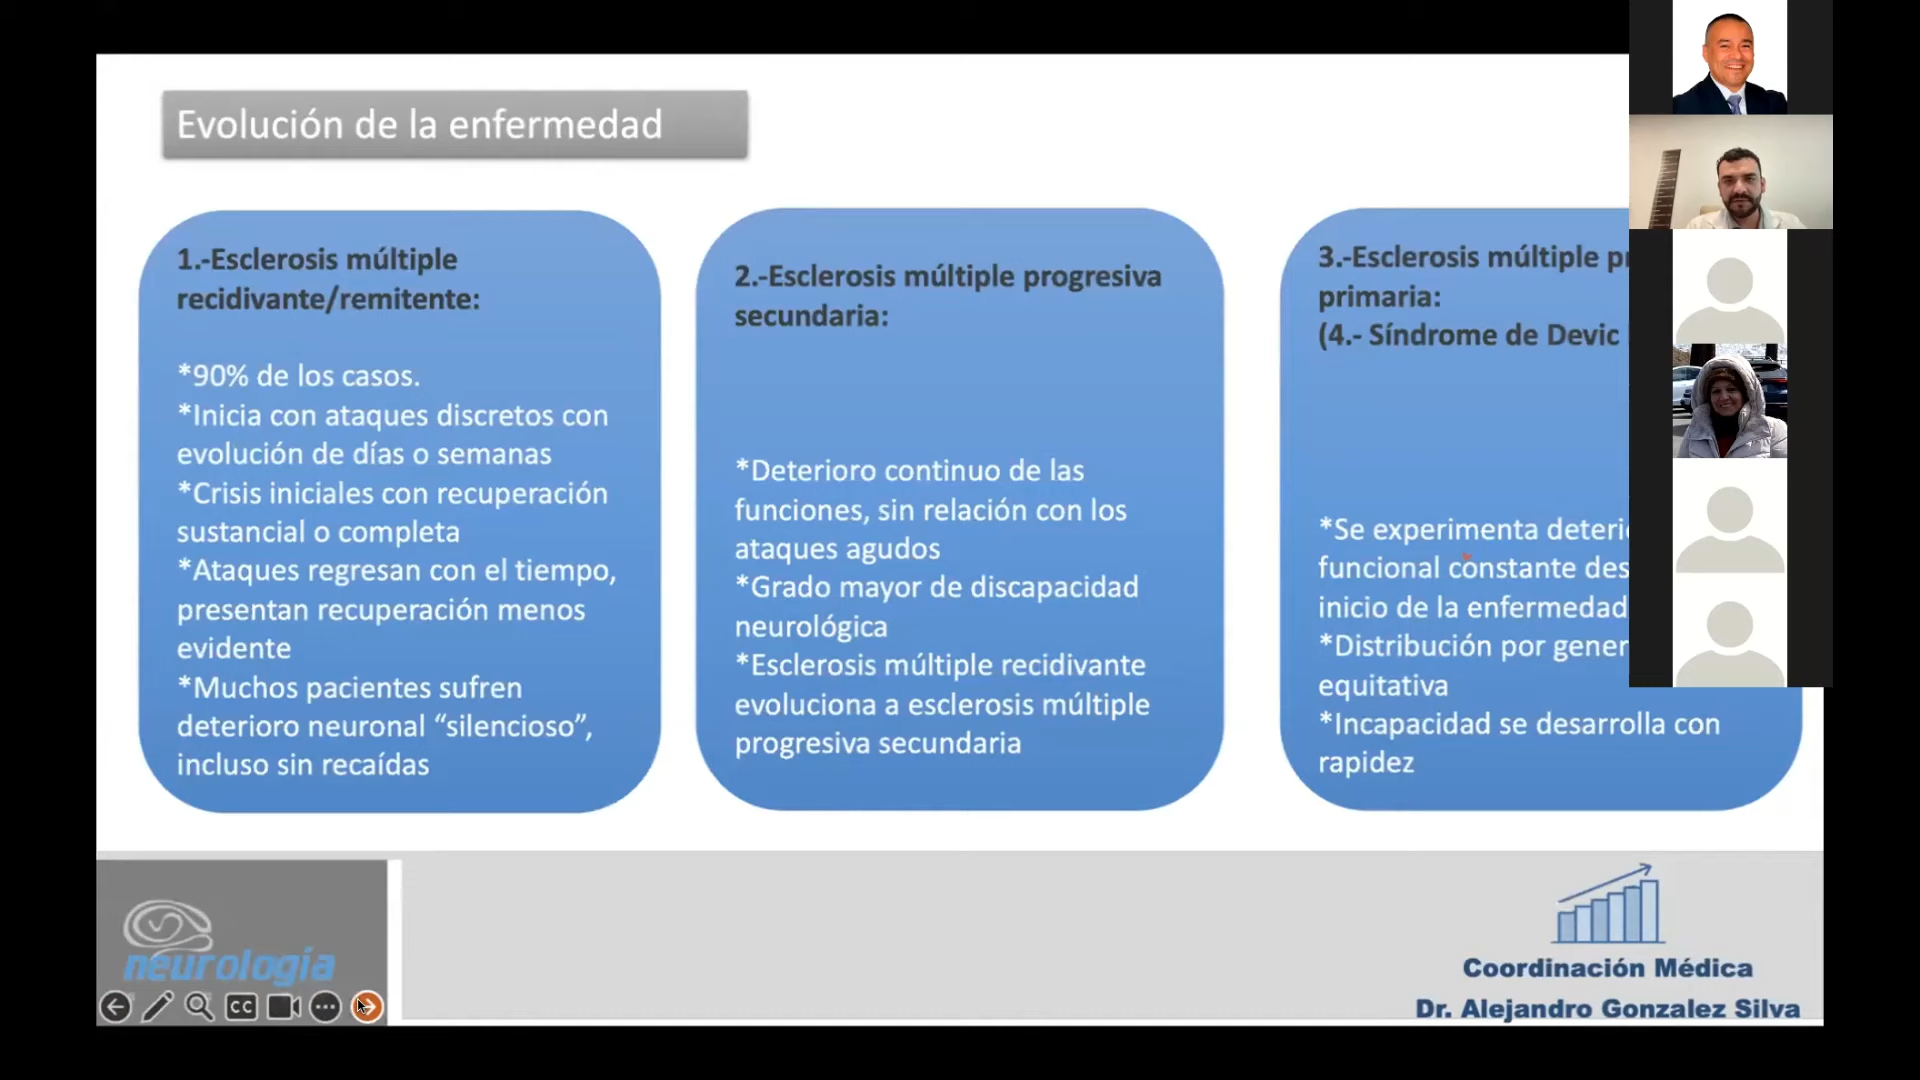 Evolución de la enfermedad
1.-Esclerosis múltiple
recidivante/remitente:
*90% de los casos.
*Inicia con ataques discretos con
evolución de días o semanas
*Crisis iniciales con recuperación
sustancial o completa
*Ataques regresan con el tiempo,
presentan recuperación menos
evidente
*Muchos pacientes sufren
deterioro neuronal “silencioso”,
incluso sin recaídas
2.-Esclerosis múltiple progresiva
secundaria:
*Deterioro continuo de las
funciones, sin relación con los
ataques agudos
*Grado mayor de discapacidad
neurológica
*Esclerosis múltiple recidivante
evoluciona a esclerosis múltiple
progresiva secundaria
3.-Esclerosis múltiple
primaria:
(4.- Síndrome de Devic
*Se experimenta
funcional constante
inicio de la enfermedad
*Distribución por
equitativa
*Incapacidad se desarrolla con
rapidez
neurología
CC
Coordinación Médica
Dr. Alejandro Gonzalez Silva